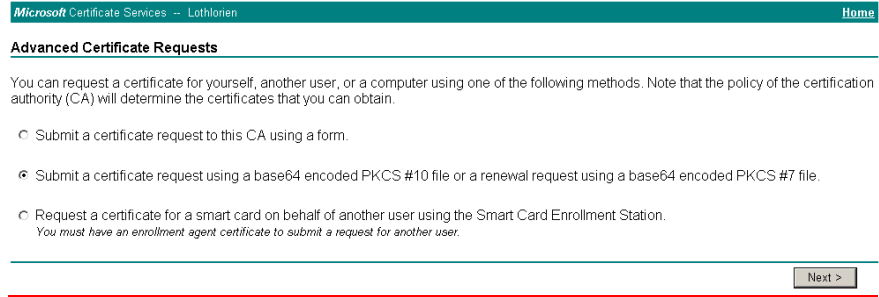 Microsoft Certificate Services -- Lothlorien Home
Advanced Certificate Requests
You can request a certificate for yourself, another user, or a computer using one of the following methods. Note that the policy of the certification
authority (CA) will determine the certificates that you can obtain.
Submit a certificate request to this CA using a form.
Submit a certificate request using a base64 encoded PKCS #10 file or a renewal request using a base64 encoded PKCS #7 file.
Request a certificate for a smart card on behalf of another user using the Smart Card Enrollment Station.
You must have an enrollment agent certificate to submit a request for another user.
Next >